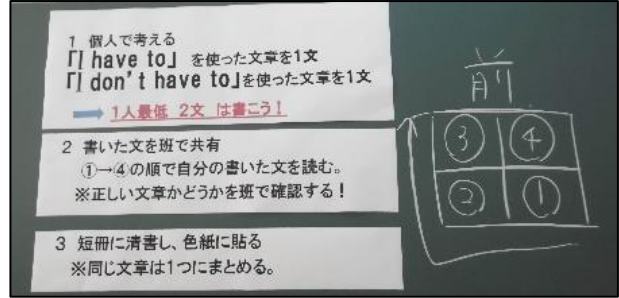 1 個人で考える
「I have to」 を使った文章を1文
「I don't have to」を使った文章を1文
1人最低 2文 は書こう!
2 書いた文を班で共有
①→④の順で自分の書いた文を読む。
※正しい文章かどうかを班で確認する!
3 短冊に清書し、色紙に貼る
※同じ文章は1つにまとめる。
前
③ ④
② ①